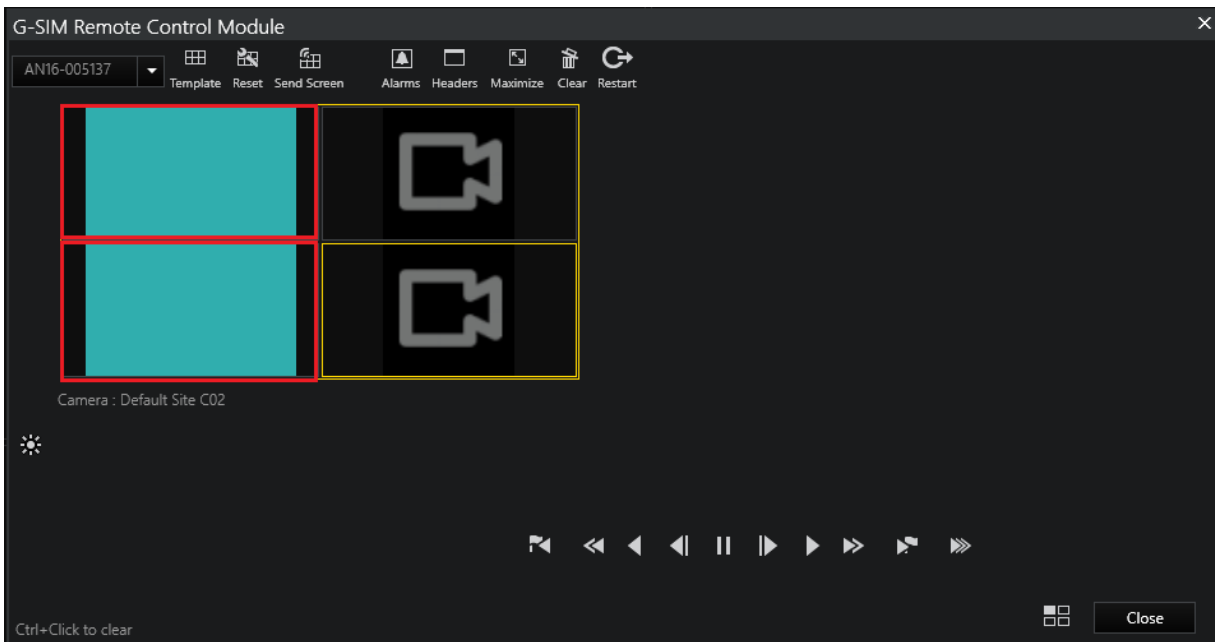 G-SIM Remote Control Module
AN16-005137
Template Reset Send Screen Alarms Headers Maximize Clear Restart
Camera : Default Site C02
Close
Ctrl+Click to clear